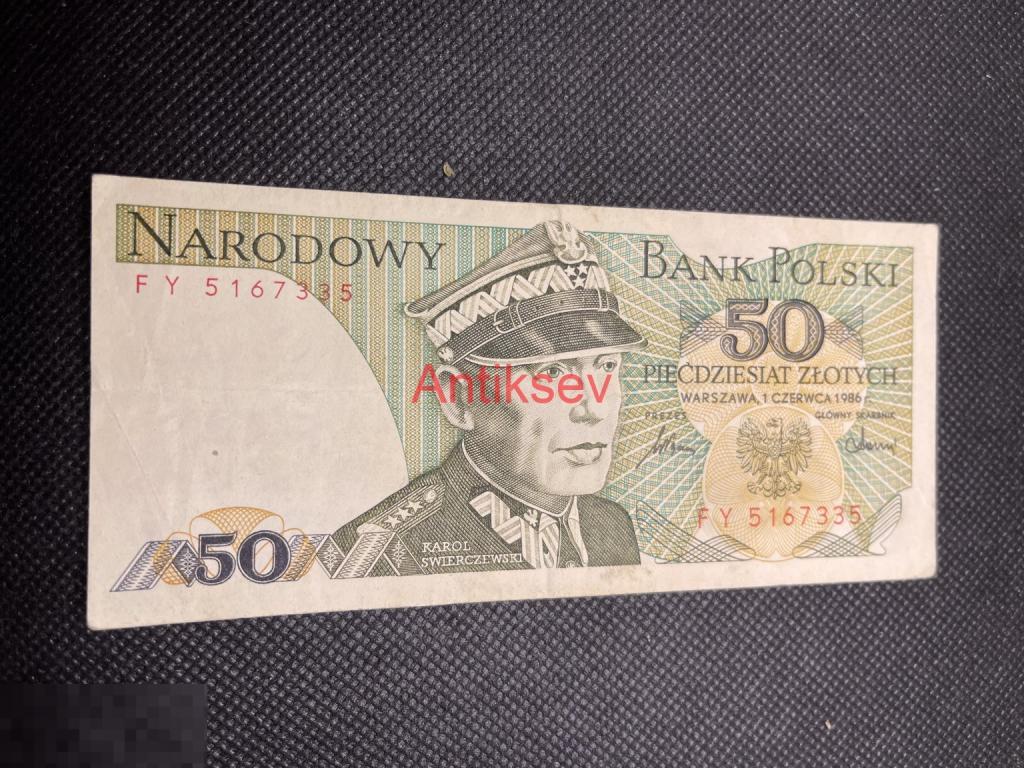 NARODOWY BANK POLSKI
FY 5167335
50
PIĘĆDZIESIĄT ZŁOTYCH
WARSZAWA, 1 CZERWCA 1986 r.
PREZES GŁÓWNY SKARBNIK
Antiksev
FY 5167335
50
KAROL
ŚWIERCZEWSKI